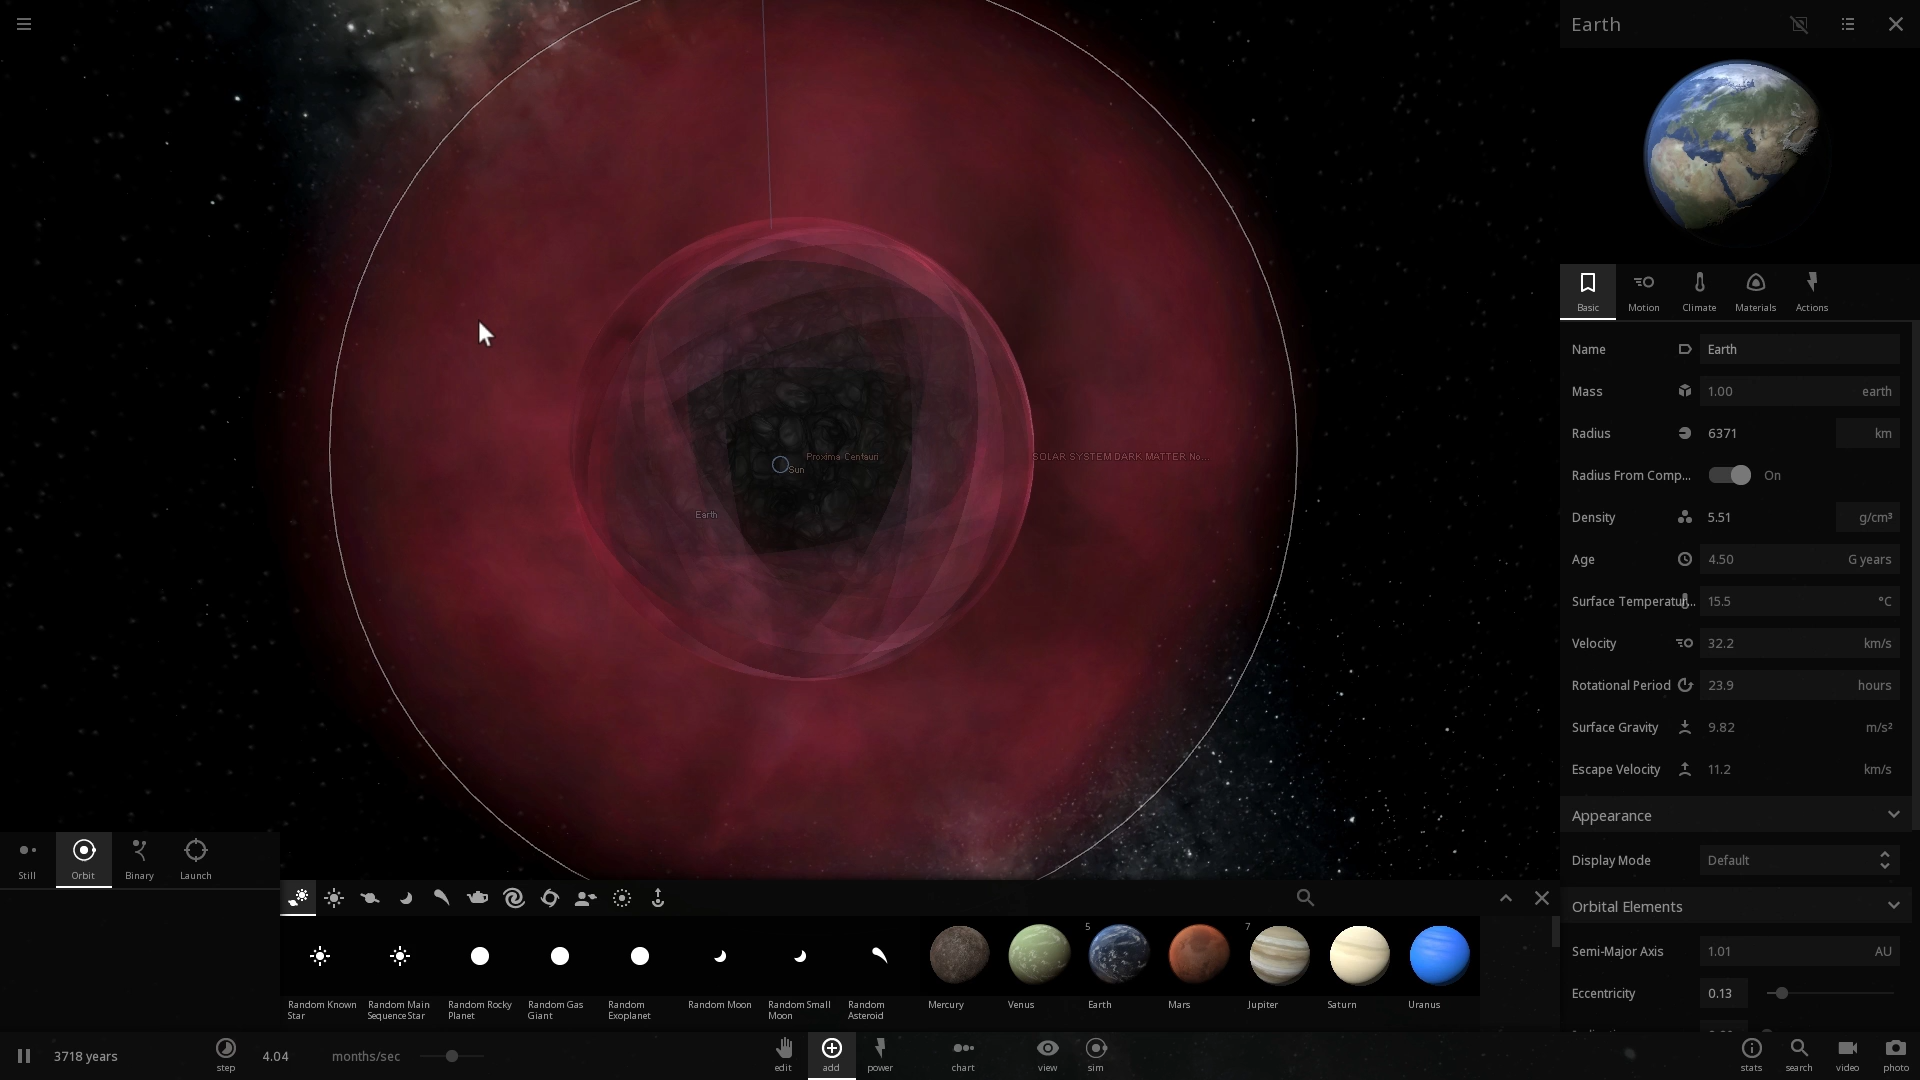 Earth
Basic
Motion
Climate
Materials
Actions
Name Earth
Mass 1.00 earth
Radius 6371 km
Radius From Comp... On
Density 5.51 g/cm³
Age 4.50 G years
Surface Temperatur... 15.5 °C
Velocity 32.2 km/s
Rotational Period 23.9 hours
Surface Gravity 9.82 m/s²
Escape Velocity 11.2 km/s
Appearance
Display Mode Default
Orbital Elements
Semi-Major Axis 1.01 AU
Eccentricity 0.13
Proxima Centauri
Sun
SOLAR SYSTEM DARK MATTER No...
Earth
Still
Orbit
Binary
Launch
5
7
Random Known
Star
Random Main
Sequence Star
Random Rocky
Planet
Random Gas
Giant
Random
Exoplanet
Random Moon
Random Small
Moon
Random
Asteroid
Mercury
Venus
Earth
Mars
Jupiter
Saturn
Uranus
3718 years
step
4.04 months/sec
edit
add
power
chart
view
sim
stats
search
video
photo